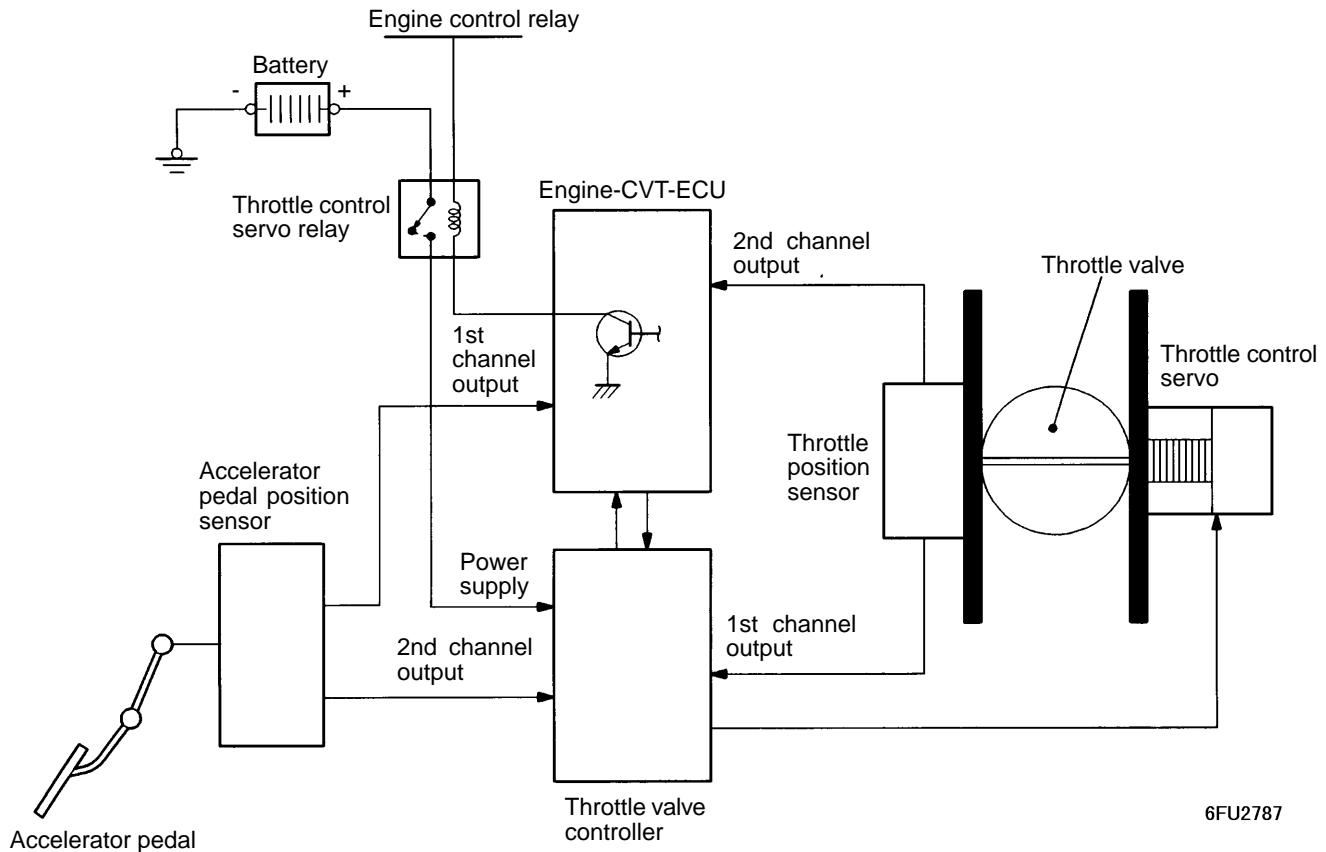 Engine control relay
Battery
- +
Throttle control
servo relay
Engine-CVT-ECU
2nd channel
output
Throttle valve
1st
channel
output
Throttle control
servo
Throttle
position
sensor
Accelerator
pedal position
sensor
Power
supply
1st channel
output
2nd channel
output
Throttle valve
controller
Accelerator pedal
6FU2787